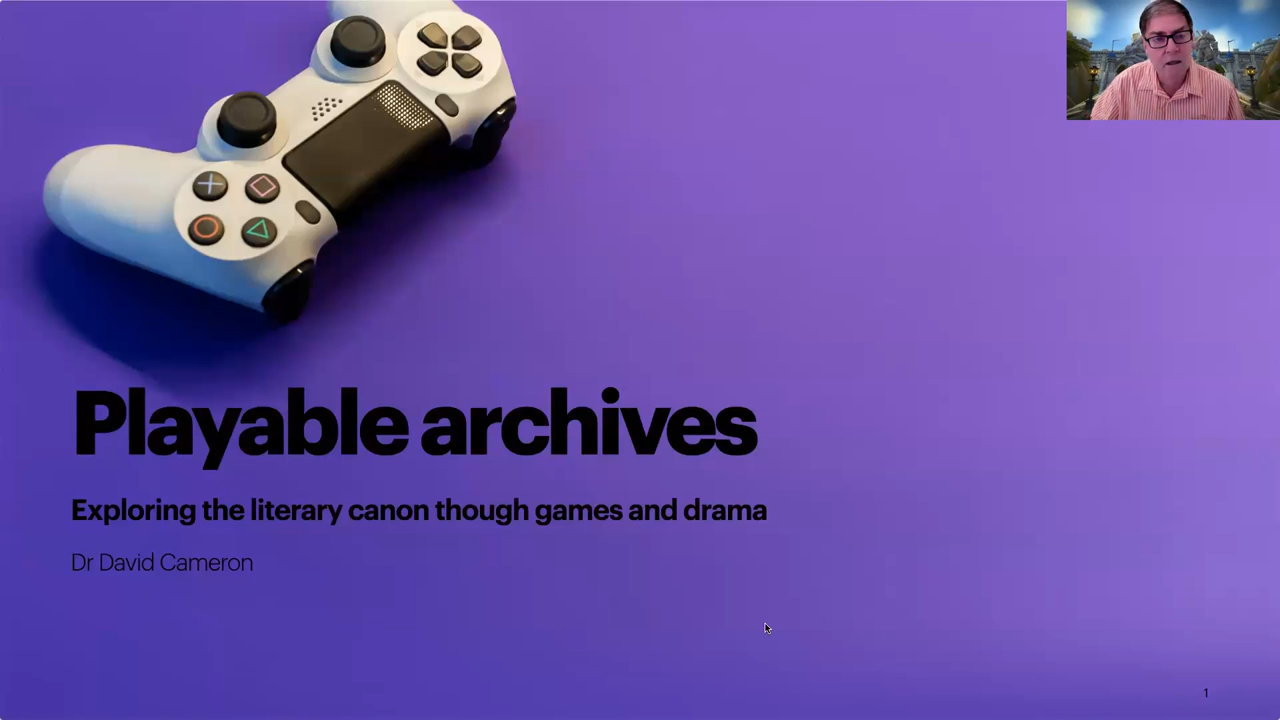 Playable archives
Exploring the literary canon though games and drama
Dr David Cameron
1